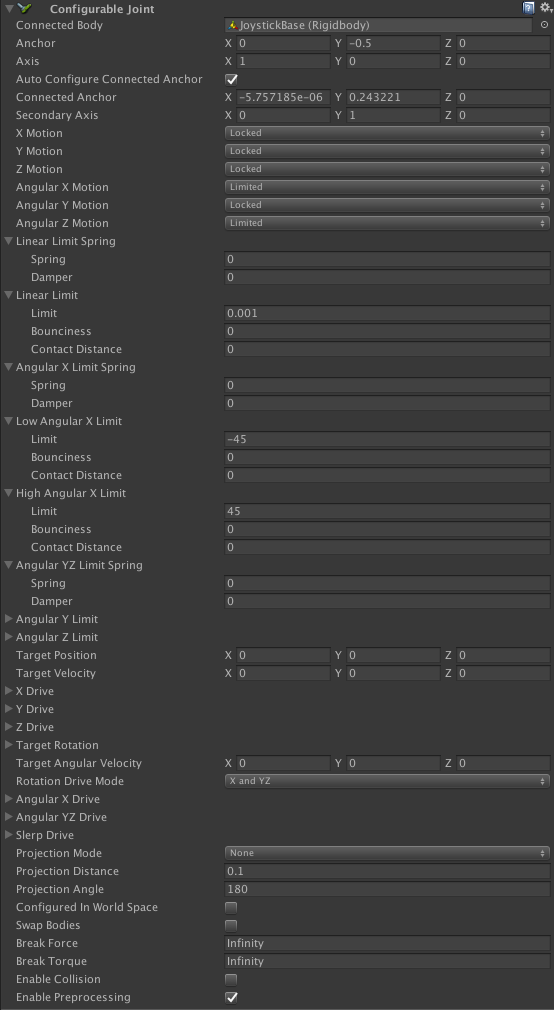 Configurable Joint
Connected Body JoystickBase (Rigidbody)
Anchor X 0 Y -0.5 Z 0
Axis X 1 Y 0 Z 0
Auto Configure Connected Anchor
Connected Anchor X -5.757185e-06 Y 0.243221 Z 0
Secondary Axis X 0 Y 1 Z 0
X Motion Locked
Y Motion Locked
Z Motion Locked
Angular X Motion Limited
Angular Y Motion Locked
Angular Z Motion Limited
Linear Limit Spring
Spring 0
Damper 0
Linear Limit
Limit 0.001
Bounciness 0
Contact Distance 0
Angular X Limit Spring
Spring 0
Damper 0
Low Angular X Limit
Limit -45
Bounciness 0
Contact Distance 0
High Angular X Limit
Limit 45
Bounciness 0
Contact Distance 0
Angular YZ Limit Spring
Spring 0
Damper 0
Angular Y Limit
Angular Z Limit
Target Position X 0 Y 0 Z 0
Target Velocity X 0 Y 0 Z 0
X Drive
Y Drive
Z Drive
Target Rotation
Target Angular Velocity X 0 Y 0 Z 0
Rotation Drive Mode X and YZ
Angular X Drive
Angular YZ Drive
Slerp Drive
Projection Mode None
Projection Distance 0.1
Projection Angle 180
Configured In World Space
Swap Bodies
Break Force Infinity
Break Torque Infinity
Enable Collision
Enable Preprocessing